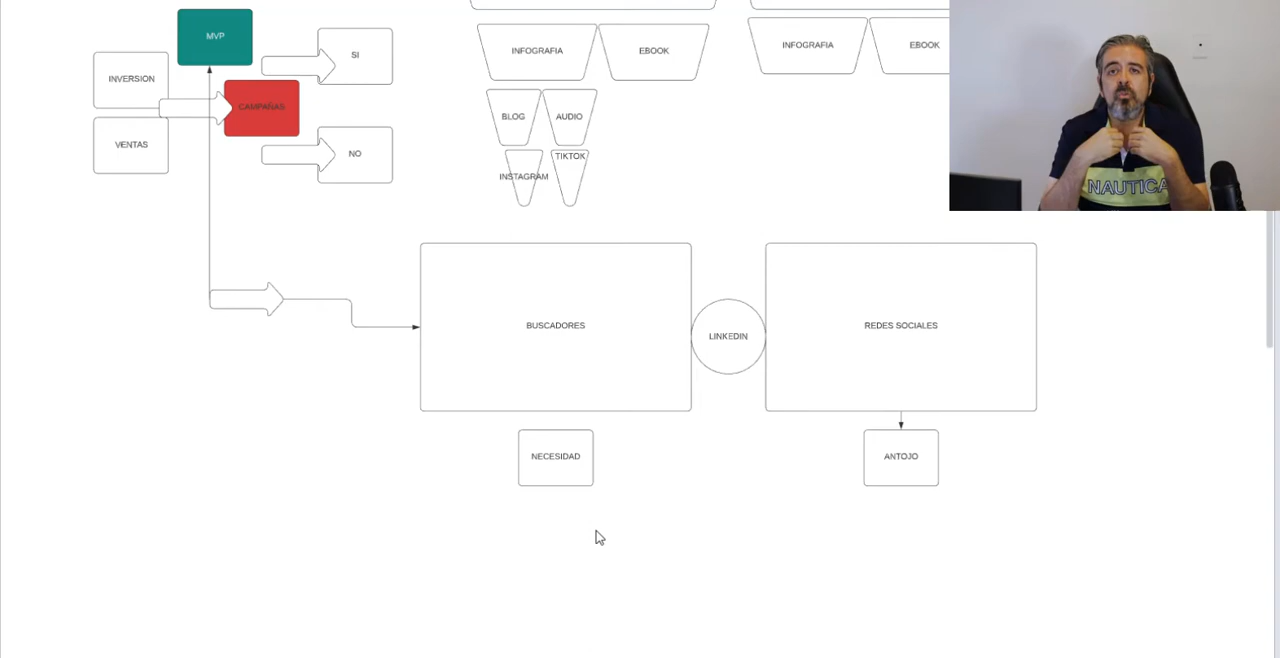 MVP
INVERSION
CAMPAÑAS
VENTAS
SI
NO
INFOGRAFIA
EBOOK
INFOGRAFIA
EBOOK
BLOG
AUDIO
INSTAGRAM
TIKTOK
NAUTICA
BUSCADORES
LINKEDIN
REDES SOCIALES
NECESIDAD
ANTOJO